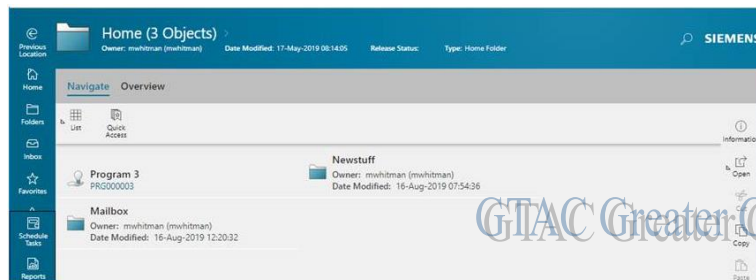 Previous
Location
Home (3 Objects) >
Owner: mwhitman (mwhitman) Date Modified: 17-May-2019 08:14:05 Release Status: Type: Home Folder
SIEMENS
Home
Navigate Overview
Folders
List
Quick
Access
Inbox
Information
Favorites
Program 3
PRG000003
Newstuff
Owner: mwhitman (mwhitman)
Date Modified: 16-Aug-2019 07:54:36
Open
Mailbox
Owner: mwhitman (mwhitman)
Date Modified: 16-Aug-2019 12:20:32
Cut
Schedule
Tasks
GTAC Greater
Copy
Reports
Paste